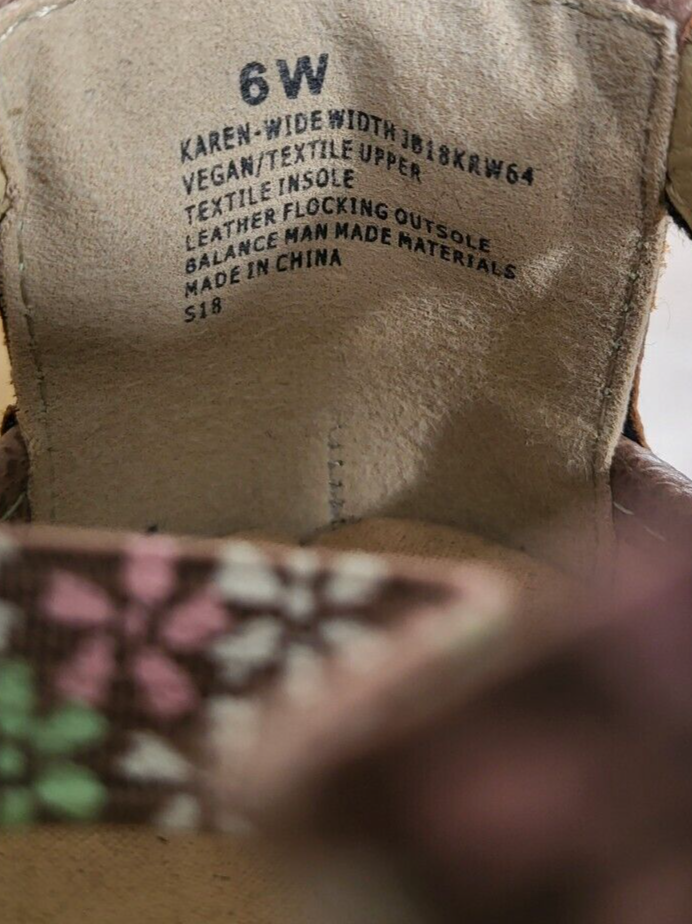 6W
KAREN-WIDE WIDTH JB18KRW64
VEGAN/TEXTILE UPPER
TEXTILE INSOLE
LEATHER FLOCKING OUTSOLE
BALANCE MAN MADE MATERIALS
MADE IN CHINA
S18